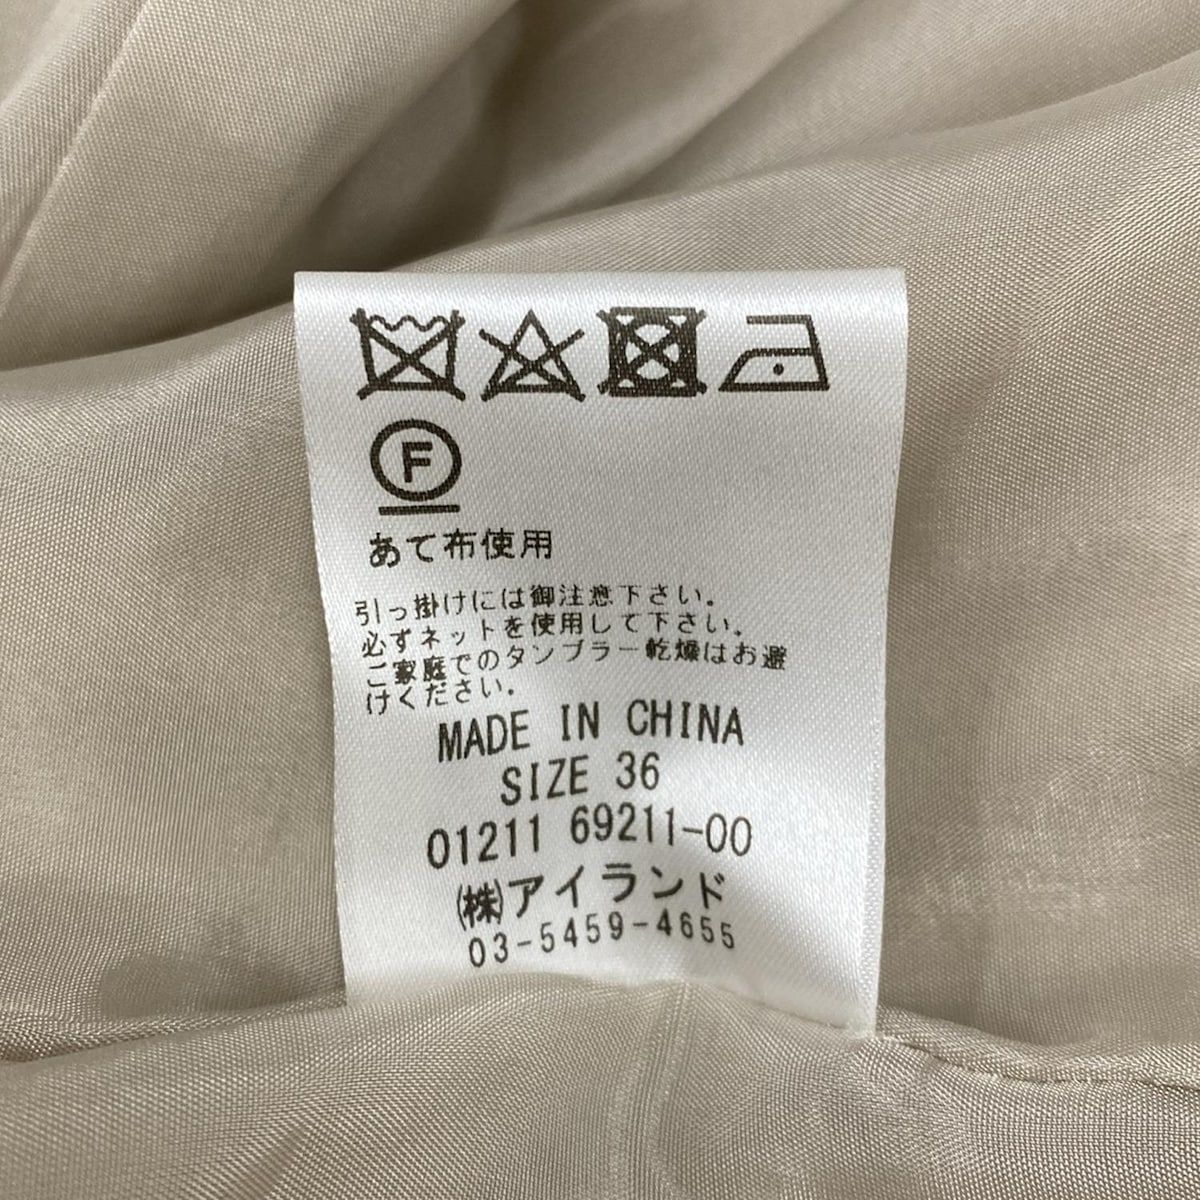 F
あて布使用
引っ掛けには御注意下さい。
必ずネットを使用して下さい。
ご家庭でのタンブラー乾燥はお避
けください。
MADE IN CHINA
SIZE 36
01211 69211-00
(株)アイランド
03-5459-4655